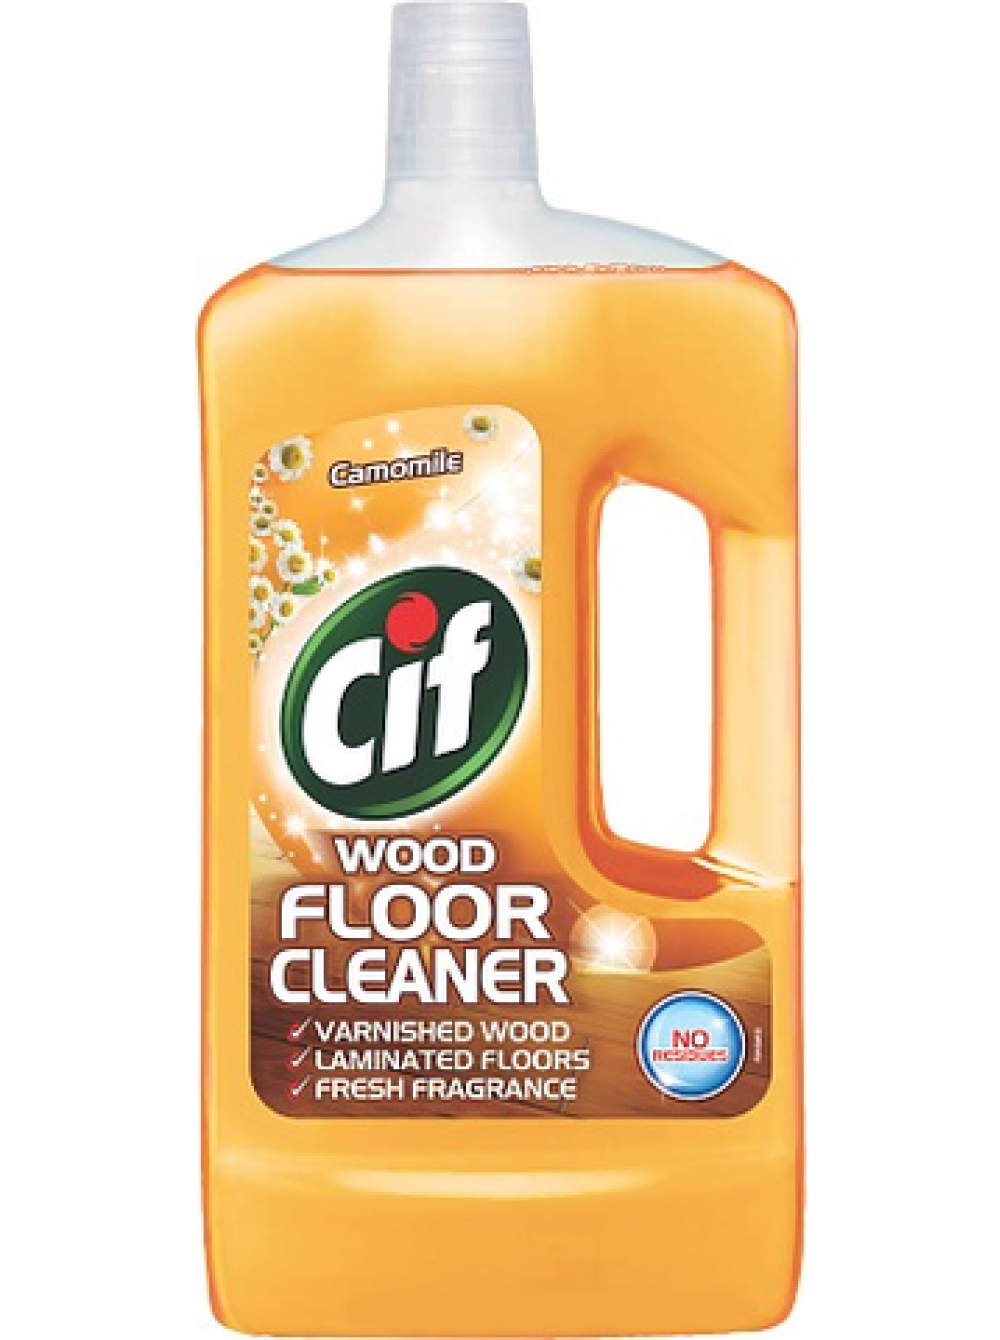 Camomile
Cif
WOOD
FLOOR
CLEANER
VARNISHED WOOD
LAMINATED FLOORS
FRESH FRAGRANCE
NO
RESIDUES